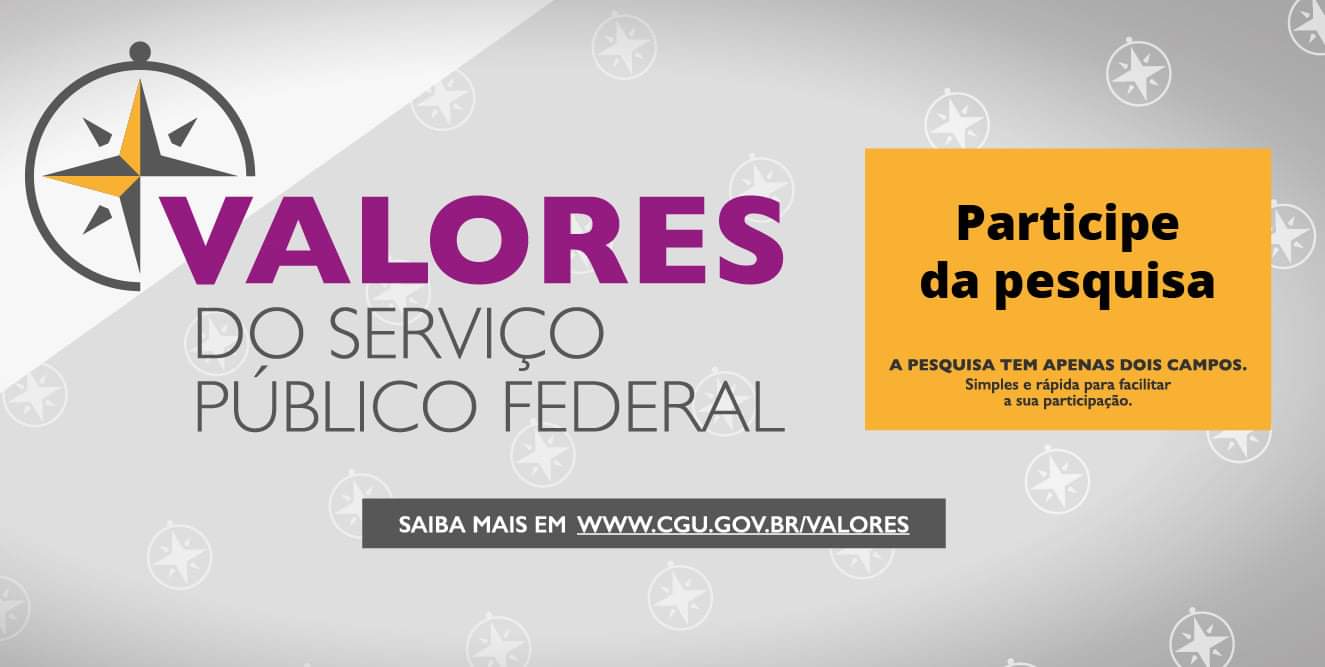 VALORES
DO SERVIÇO
PÚBLICO FEDERAL
Participe
da pesquisa
A PESQUISA TEM APENAS DOIS CAMPOS.
Simples e rápida para facilitar
a sua participação.
SAIBA MAIS EM WWW.CGU.GOV.BR/VALORES